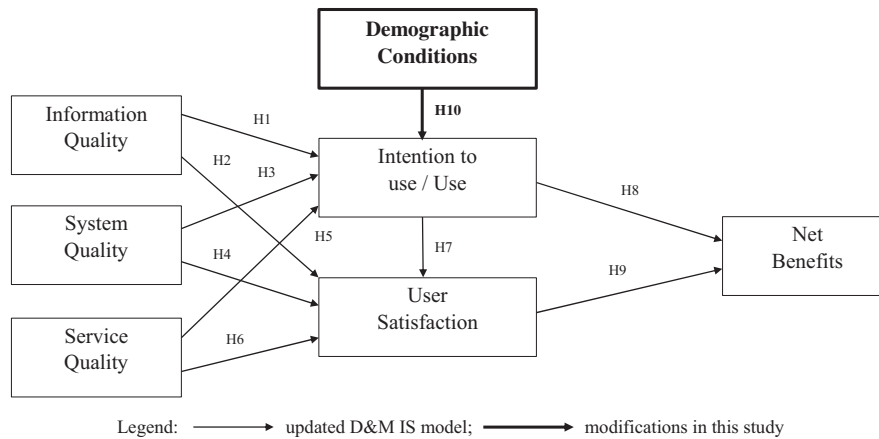 Demographic
Conditions
H10
Information
Quality
H1
H2
Intention to
use / Use
H3
System
Quality
H4
H5
H7
H8
Net
Benefits
H9
User
Satisfaction
Service
Quality
H6
Legend: updated D&M IS model; modifications in this study